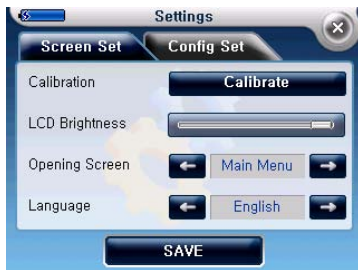 Settings
Screen Set Config Set
Calibration Calibrate
LCD Brightness
Opening Screen Main Menu
Language English
SAVE